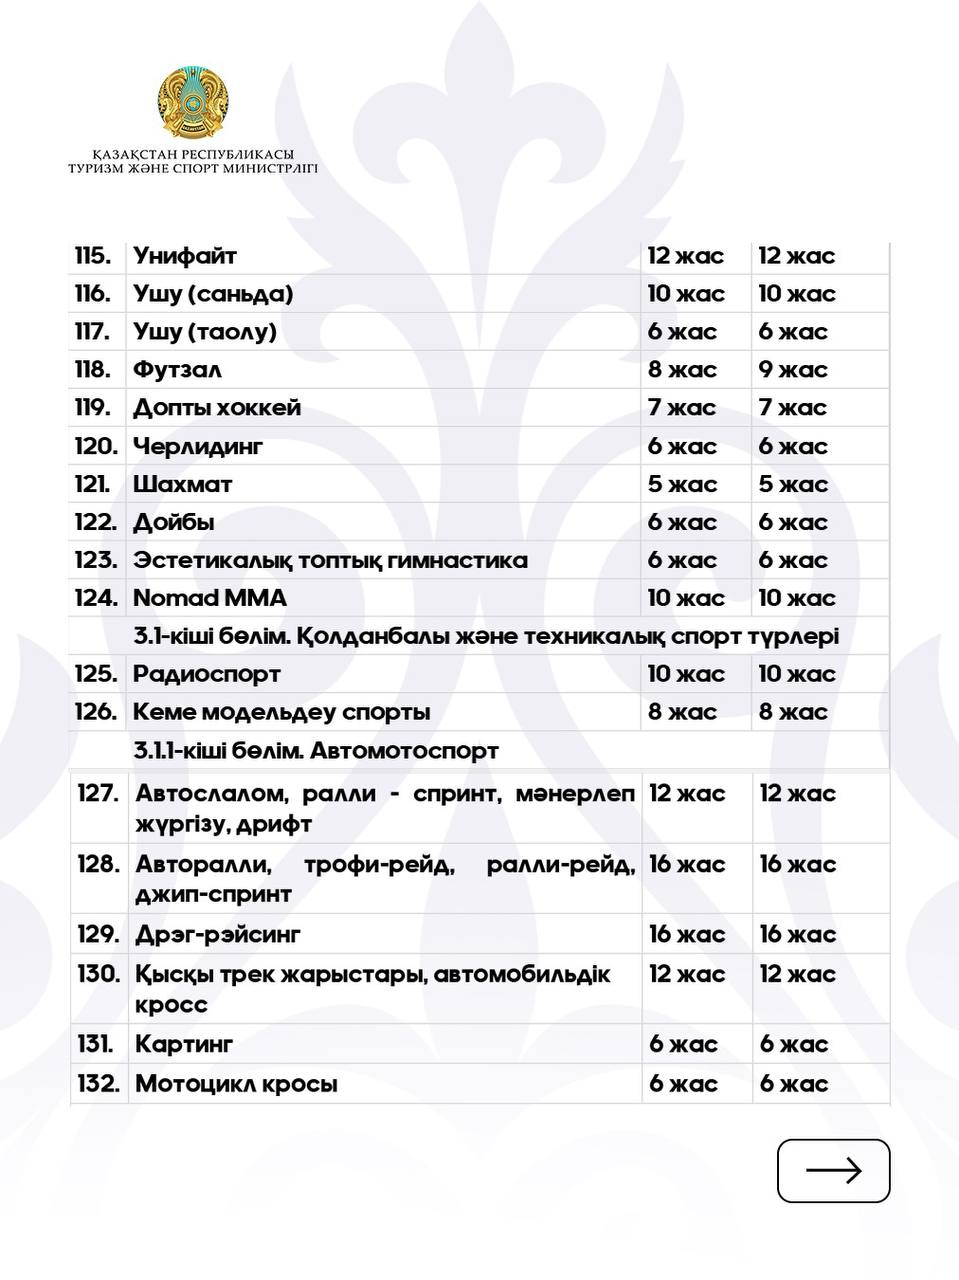 ҚАЗАҚСТАН РЕСПУБЛИКАСЫ
ТУРИЗМ ЖӘНЕ СПОРТ МИНИСТРЛІГІ
115. Унифайт 12 жас 12 жас
116. Ушу (саньда) 10 жас 10 жас
117. Ушу (таолу) 6 жас 6 жас
118. Футзал 8 жас 9 жас
119. Допты хоккей 7 жас 7 жас
120. Черлидинг 6 жас 6 жас
121. Шахмат 5 жас 5 жас
122. Дойбы 6 жас 6 жас
123. Эстетикалық топтық гимнастика 6 жас 6 жас
124. Nomad MMA 10 жас 10 жас
3.1-кіші бөлім. Қолданбалы және техникалық спорт түрлері
125. Радиоспорт 10 жас 10 жас
126. Кеме модельдеу спорты 8 жас 8 жас
3.1.1-кіші бөлім. Автомотоспорт
127. Автослалом, ралли - спринт, мәнерлеп 12 жас 12 жас
жүргізу, дрифт
128. Авторалли, трофи-рейд, ралли-рейд, 16 жас 16 жас
джип-спринт
129. Дрэг-рэйсинг 16 жас 16 жас
130. Қысқы трек жарыстары, автомобильдік 12 жас 12 жас
кросс
131. Картинг 6 жас 6 жас
132. Мотоцикл кросы 6 жас 6 жас